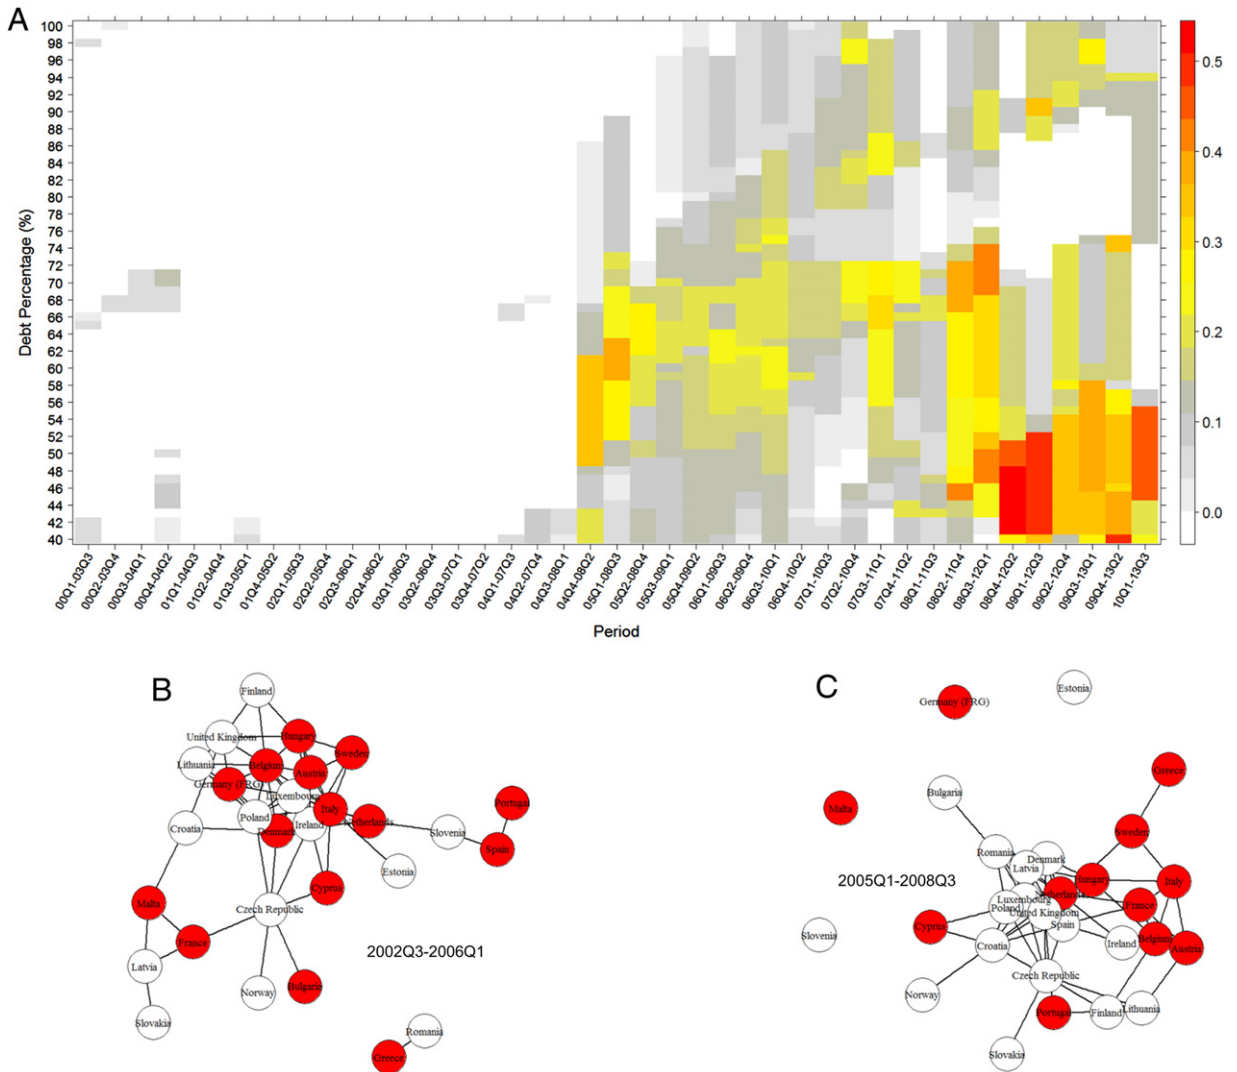 A
100
98
96
94
92
90
88
86
84
82
80
78
76
74
72
70
68
66
64
62
60
58
56
54
52
50
48
46
44
42
40
Debt Percentage (%)
0.5
0.4
0.3
0.2
0.1
0.0
00Q1-03Q3
00Q2-03Q4
00Q3-04Q1
00Q4-04Q2
01Q1-04Q3
01Q2-04Q4
01Q3-05Q1
01Q4-05Q2
02Q1-05Q3
02Q2-05Q4
02Q3-06Q1
02Q4-06Q2
03Q1-06Q3
03Q2-06Q4
03Q3-07Q1
03Q4-07Q2
04Q1-07Q3
04Q2-07Q4
04Q3-08Q1
04Q4-08Q2
05Q1-08Q3
05Q2-08Q4
05Q3-09Q1
05Q4-09Q2
06Q1-09Q3
06Q2-09Q4
06Q3-10Q1
06Q4-10Q2
07Q1-10Q3
07Q2-10Q4
07Q3-11Q1
07Q4-11Q2
08Q1-11Q3
08Q2-11Q4
08Q3-12Q1
08Q4-12Q2
09Q1-12Q3
09Q2-12Q4
09Q3-13Q1
09Q4-13Q2
10Q1-13Q3
Period
B
Finland
United Kingdom
Hungary
Sweden
Lithuania
Belgium
Austria
Germany (FRG)
Luxembourg
Italy
Poland
Denmark
Ireland
Netherlands
Croatia
Slovenia
Portugal
Spain
Estonia
Cyprus
Malta
Czech Republic
France
Latvia
Norway
Bulgaria
Slovakia
Romania
Greece
2002Q3-2006Q1
C
Germany (FRG)
Estonia
Greece
Bulgaria
Malta
Sweden
Romania
Denmark
Latvia
Hungary
Italy
2005Q1-2008Q3
Netherlands
Luxembourg
Poland
United Kingdom
France
Spain
Cyprus
Slovenia
Croatia
Ireland
Belgium
Austria
Czech Republic
Norway
Portugal
Finland
Lithuania
Slovakia